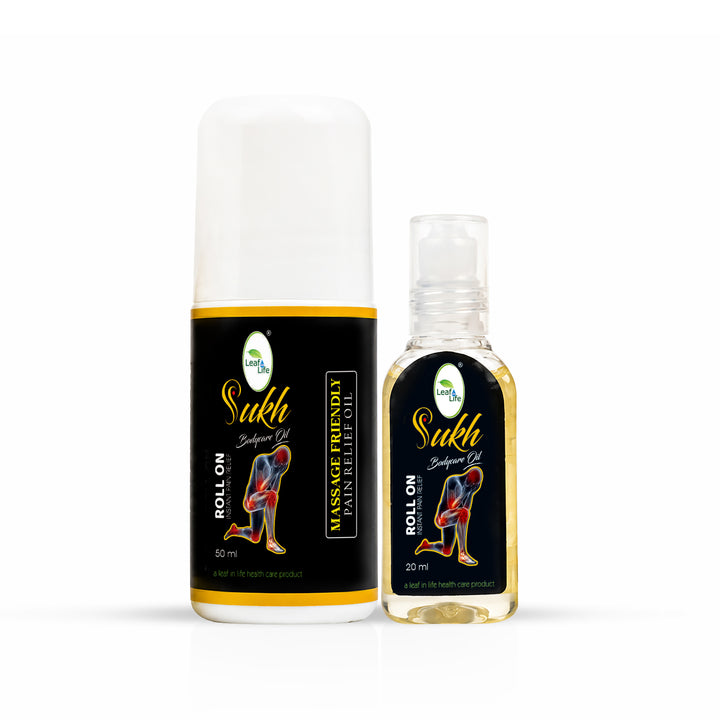 Leaf Life
®
Sukh
Bodycare Oil
ROLL ON
INSTANT PAIN RELIEF
MASSAGE FRIENDLY
PAIN RELIEF OIL
50 ml
a leaf in life health care product
Leaf Life
®
Sukh
Bodycare Oil
ROLL ON
INSTANT PAIN RELIEF
20 ml
a leaf in life health care product